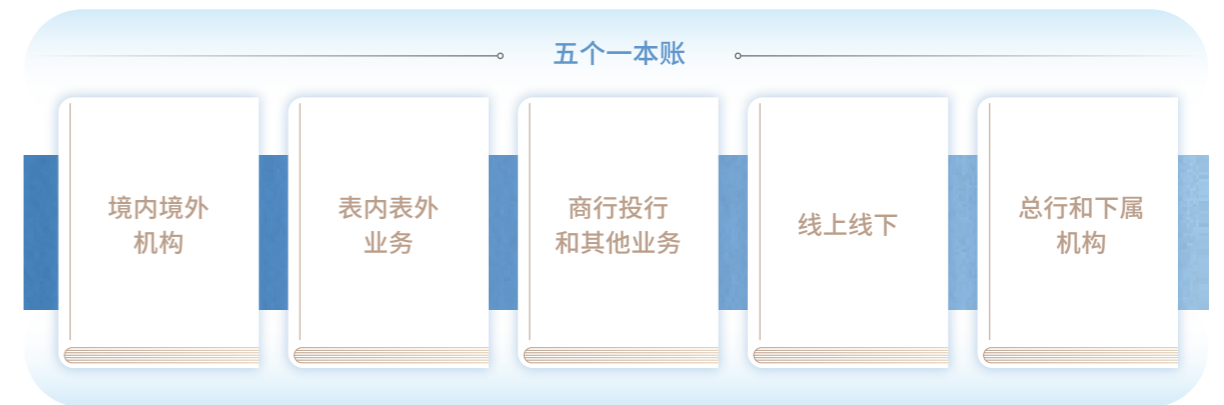 五个一本账
境内境外
机构
表内表外
业务
商行投行
和其他业务
线上线下
总行和下属
机构